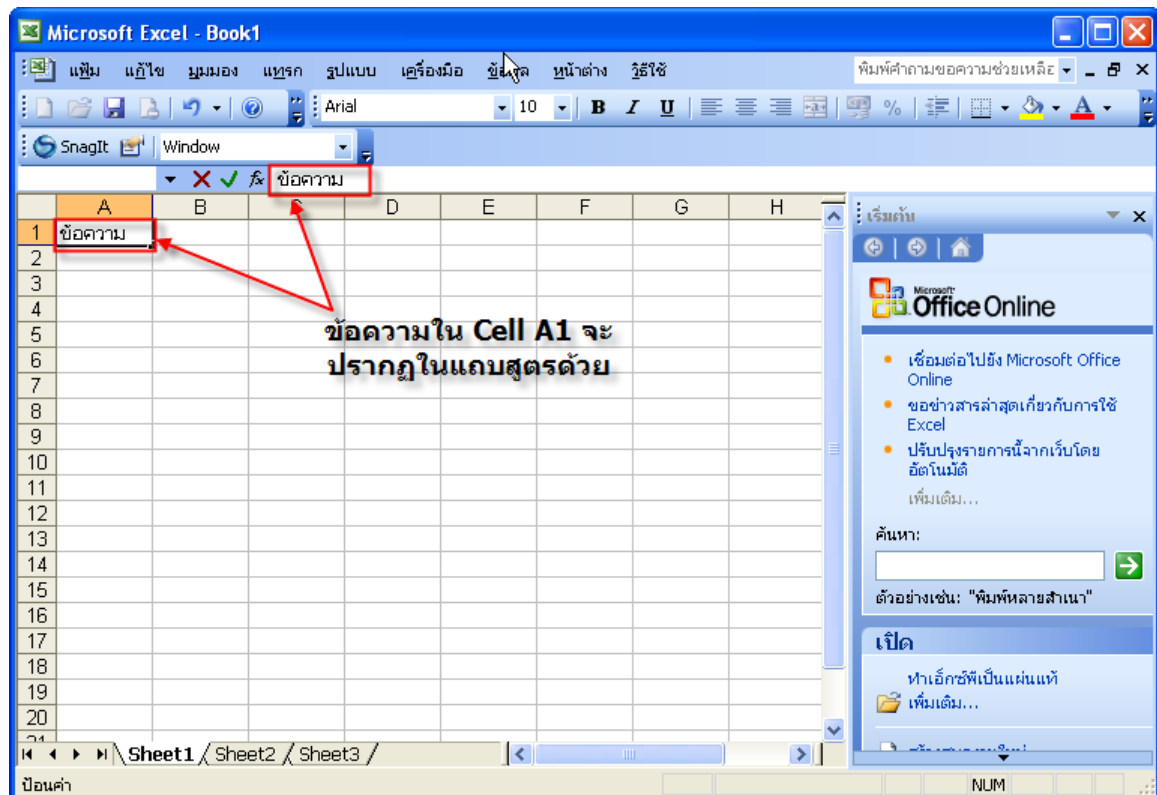 Microsoft Excel - Book1
แฟ้ม แก้ไข มุมมอง แทรก รูปแบบ เครื่องมือ ข้อมูล หน้าต่าง วิธีใช้ พิมพ์คำถามขอความช่วยเหลือ
Arial 10 B I U % A
SnagIt Window
fx ข้อความ
A B C D E F G H
1 ข้อความ
2
3
4
5
6
7
8
9
10
11
12
13
14
15
16
17
18
19
20
21
ข้อความใน Cell A1 จะ
ปรากฏในแถบสูตรด้วย
เริ่มต้น
Microsoft
Office Online
เชื่อมต่อไปยัง Microsoft Office
Online
ขอข่าวสารล่าสุดเกี่ยวกับการใช้
Excel
ปรับปรุงรายการนี้จากเว็บโดย
อัตโนมัติ
เพิ่มเติม...
ค้นหา:
ตัวอย่างเช่น: "พิมพ์หลายสำเนา"
เปิด
ทำเอ็กซ์พีเป็นแผ่นแท้
เพิ่มเติม...
Sheet1 Sheet2 Sheet3
ป้อนค่า NUM